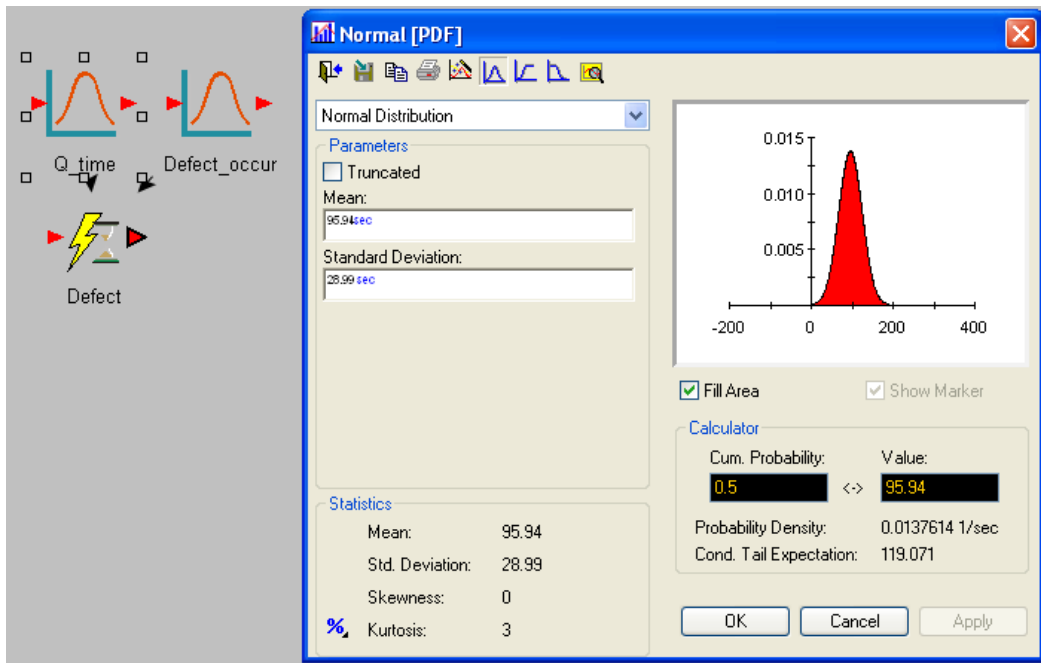 Q_time
Defect_occur
Defect
Normal [PDF]
Normal Distribution
Parameters
Truncated
Mean:
95.94sec
Standard Deviation:
28.99 sec
Statistics
Mean: 95.94
Std. Deviation: 28.99
Skewness: 0
%, Kurtosis: 3
0.015
0.010
0.005
-200 0 200 400
Fill Area Show Marker
Calculator
Cum. Probability: Value:
0.5 <-> 95.94
Probability Density: 0.0137614 1/sec
Cond. Tail Expectation: 119.071
OK Cancel Apply